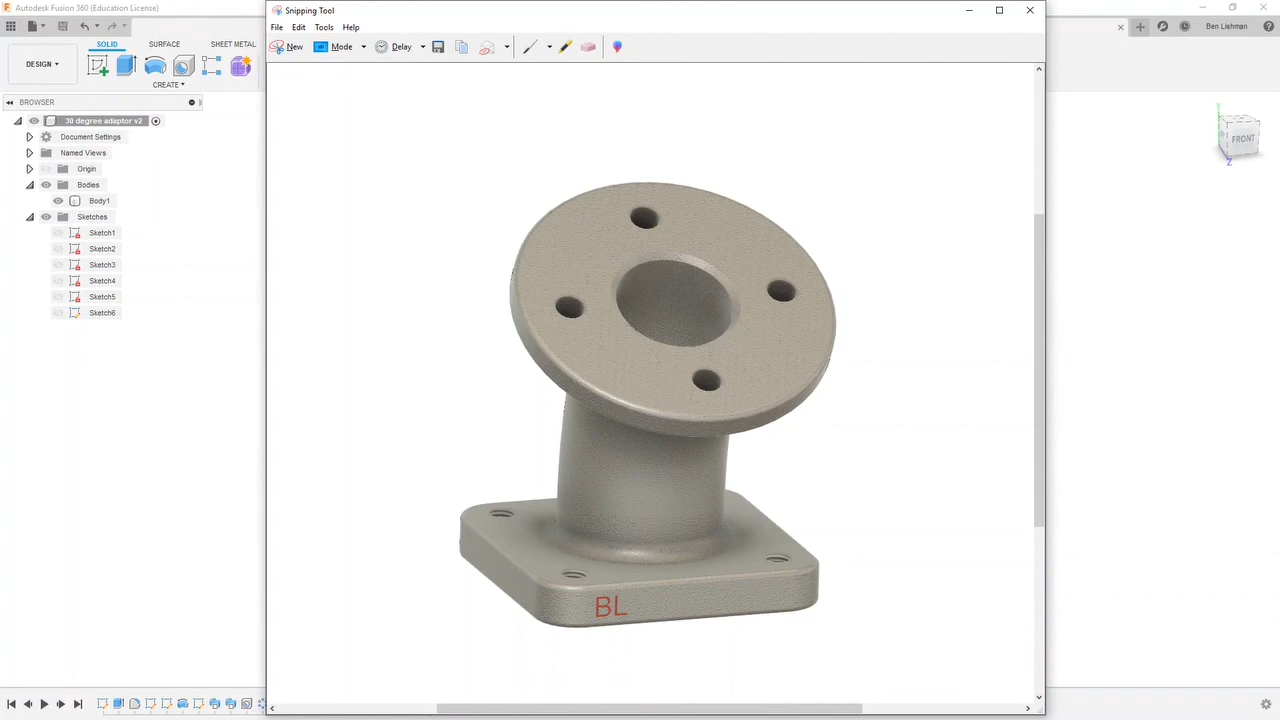 Autodesk Fusion 360 (Education License)
Snipping Tool
File Edit Tools Help
New Mode Delay
Ben Lishman
DESIGN
SOLID SURFACE SHEET METAL
CREATE
BROWSER
30 degree adaptor v2
Document Settings
Named Views
Origin
Bodies
Body1
Sketches
Sketch1
Sketch2
Sketch3
Sketch4
Sketch5
Sketch6
Y
FRONT
Z
BL